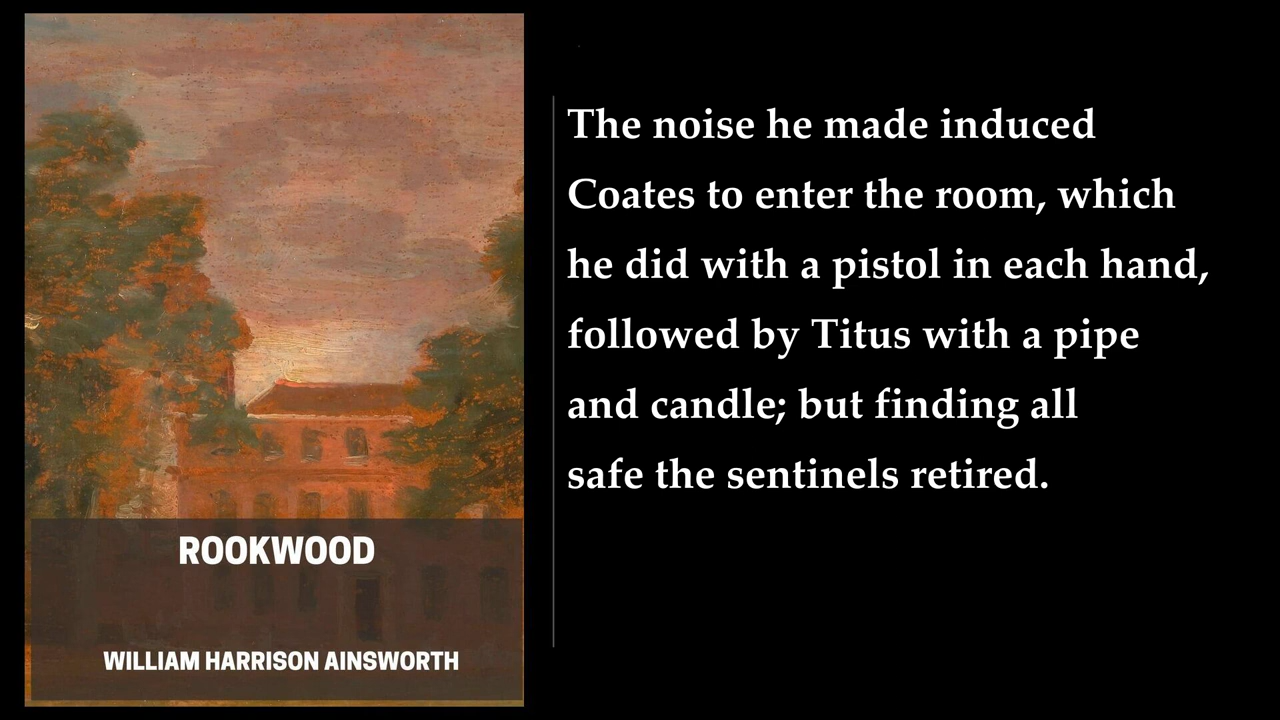 ROOKWOOD
WILLIAM HARRISON AINSWORTH
The noise he made induced
Coates to enter the room, which
he did with a pistol in each hand,
followed by Titus with a pipe
and candle; but finding all
safe the sentinels retired.